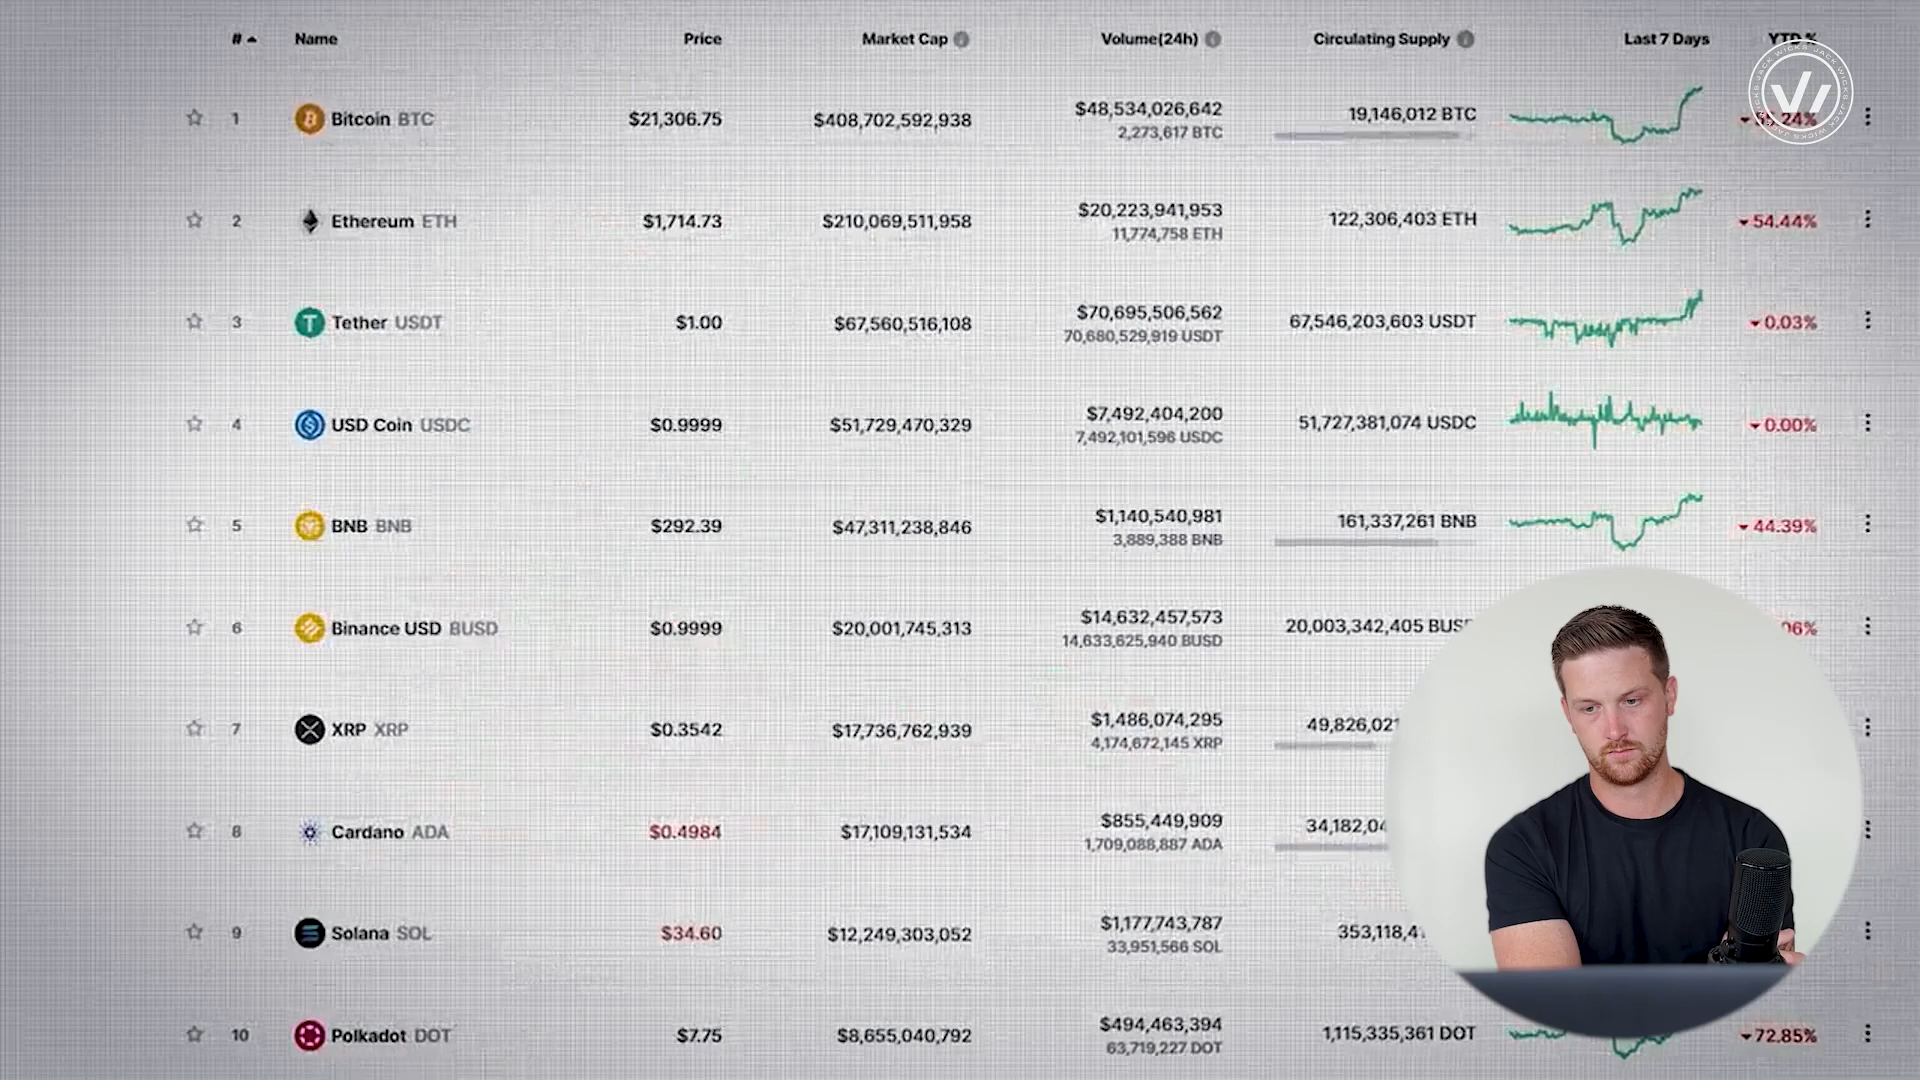 # Name Price Market Cap Volume(24h) Circulating Supply Last 7 Days YTD %
JACK WICKS JACK WICKS JACK WICKS
1 Bitcoin BTC $21,306.75 $408,702,592,938 $48,534,026,642 19,146,012 BTC
2,273,617 BTC
2 Ethereum ETH $1,714.73 $210,069,511,958 $20,223,941,953 122,306,403 ETH 54.44%
11,774,758 ETH
3 Tether USDT $1.00 $67,560,516,108 $70,695,506,562 67,546,203,603 USDT 0.03%
70,680,529,919 USDT
4 USD Coin USDC $0.9999 $51,729,470,329 $7,492,404,200 51,727,381,074 USDC 0.00%
7,492,101,596 USDC
5 BNB BNB $292.39 $47,311,238,846 $1,140,540,981 161,337,261 BNB 44.39%
3,889,388 BNB
6 Binance USD BUSD $0.9999 $20,001,745,313 $14,632,457,573 20,003,342,405
14,633,625,940 BUSD
7 XRP XRP $0.3542 $17,736,762,939 $1,486,074,295
4,174,672,145 XRP
8 Cardano ADA $0.4984 $17,109,131,534 $855,449,909
1,709,088,887 ADA
9 Solana SOL $34.60 $12,249,303,052 $1,177,743,787
33,951,566 SOL
10 Polkadot DOT $7.75 $8,655,040,792 $494,463,394 1,115,335,361 DOT 72.85%
63,719,227 DOT